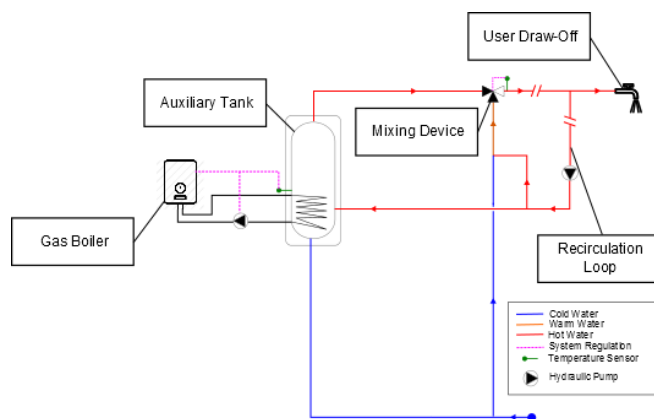 User Draw-Off
Auxiliary Tank
Mixing Device
Gas Boiler
Recirculation
Loop
Cold Water
Warm Water
Hot Water
System Regulation
Temperature Sensor
Hydraulic Pump